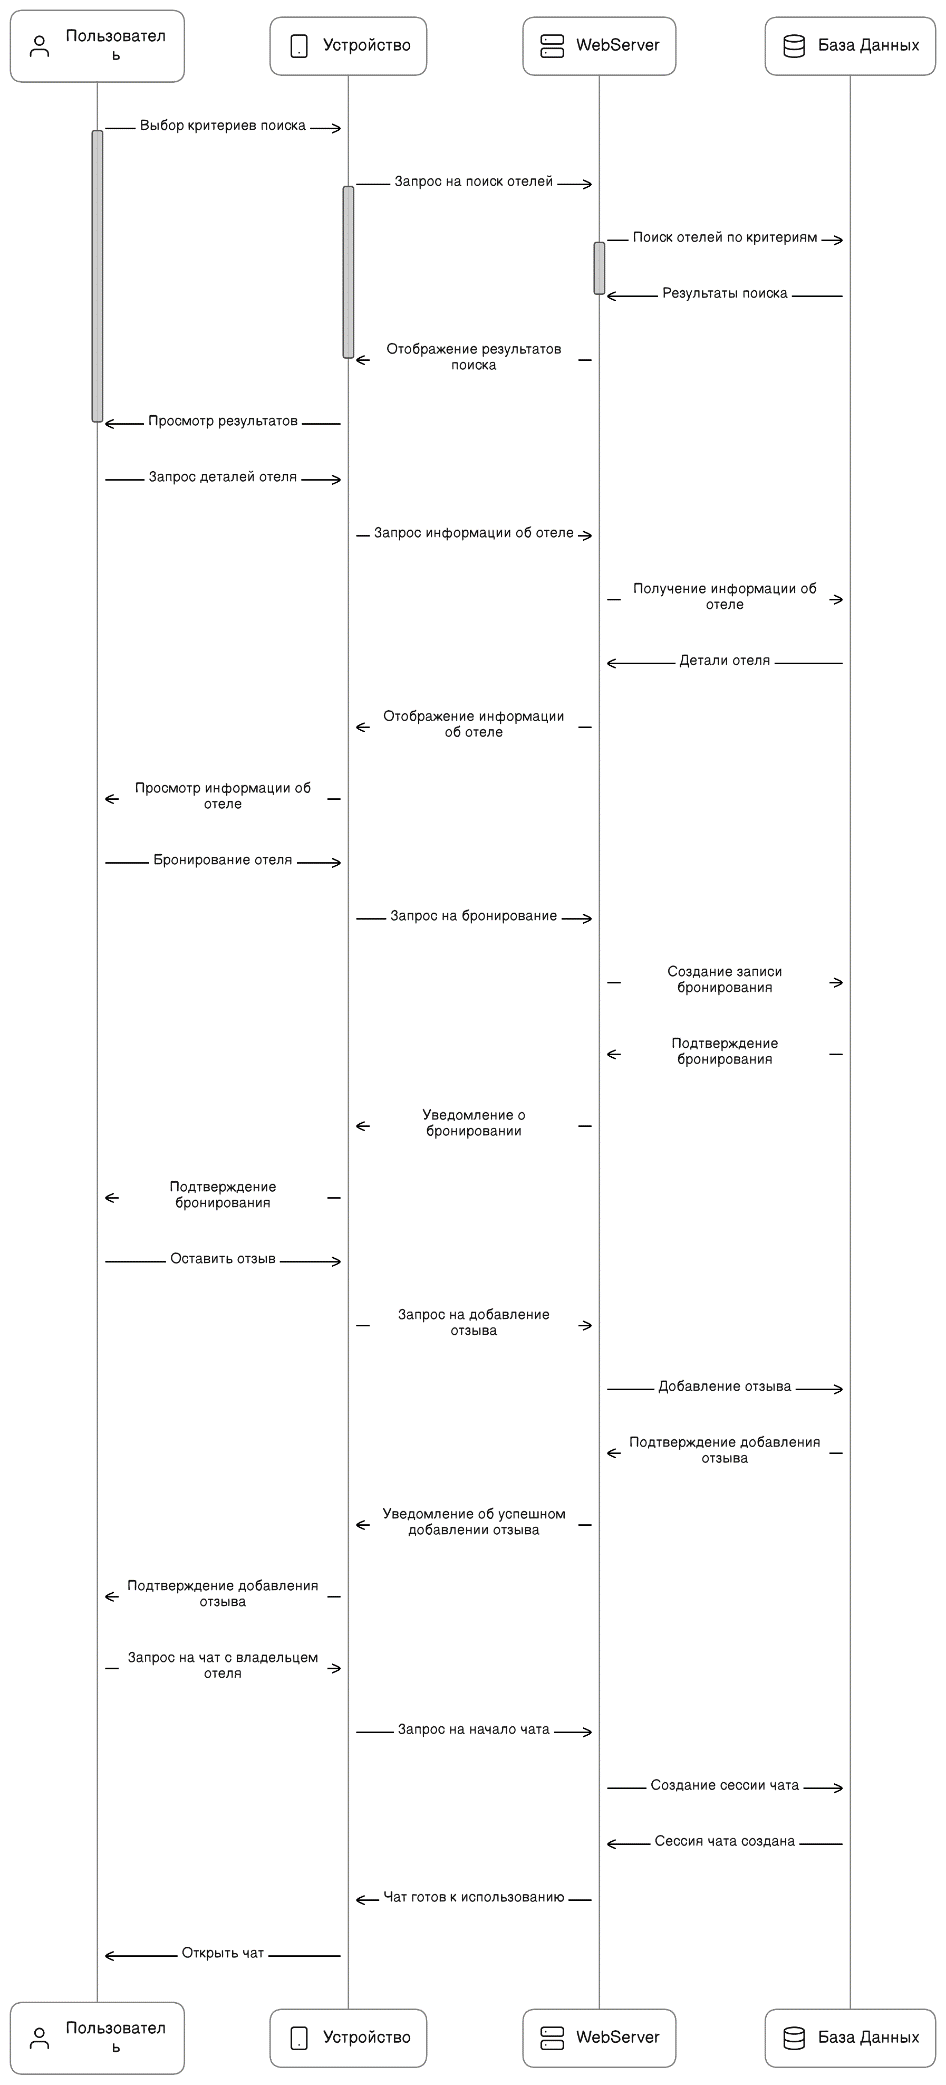 Пользовател
ь
Устройство
WebServer
База Данных
Выбор критериев поиска
Запрос на поиск отелей
Поиск отелей по критериям
Результаты поиска
Отображение результатов
поиска
Просмотр результатов
Запрос деталей отеля
Запрос информации об отеле
Получение информации об
отеле
Детали отеля
Отображение информации
об отеле
Просмотр информации об
отеле
Бронирование отеля
Запрос на бронирование
Создание записи
бронирования
Подтверждение
бронирования
Уведомление о
бронировании
Подтверждение
бронирования
Оставить отзыв
Запрос на добавление
отзыва
Добавление отзыва
Подтверждение добавления
отзыва
Уведомление об успешном
добавлении отзыва
Подтверждение добавления
отзыва
Запрос на чат с владельцем
отеля
Запрос на начало чата
Создание сессии чата
Сессия чата создана
Чат готов к использованию
Открыть чат
Пользовател
ь
Устройство
WebServer
База Данных